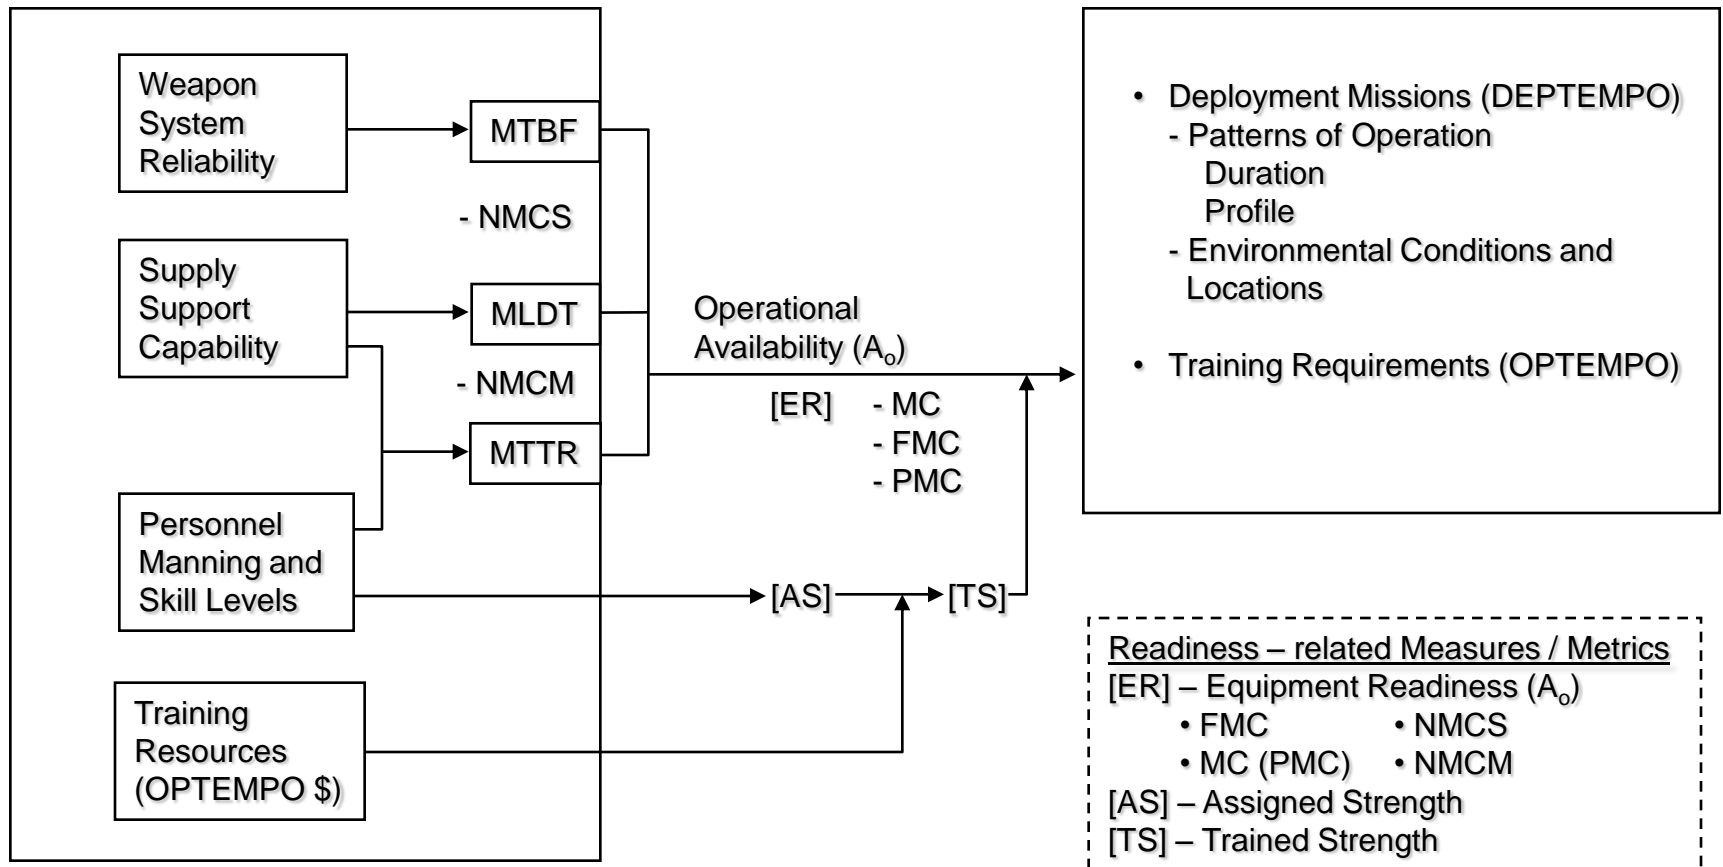 Weapon
System
Reliability
MTBF
- NMCS
Supply
Support
Capability
MLDT
- NMCM
MTTR
Personnel
Manning and
Skill Levels
Training
Resources
(OPTEMPO $)
Operational
Availability (Ao)
[ER] - MC
- FMC
- PMC
[AS]
[TS]
• Deployment Missions (DEPTEMPO)
- Patterns of Operation
Duration
Profile
- Environmental Conditions and
Locations
• Training Requirements (OPTEMPO)
Readiness – related Measures / Metrics
[ER] – Equipment Readiness (Ao)
• FMC • NMCS
• MC (PMC) • NMCM
[AS] – Assigned Strength
[TS] – Trained Strength